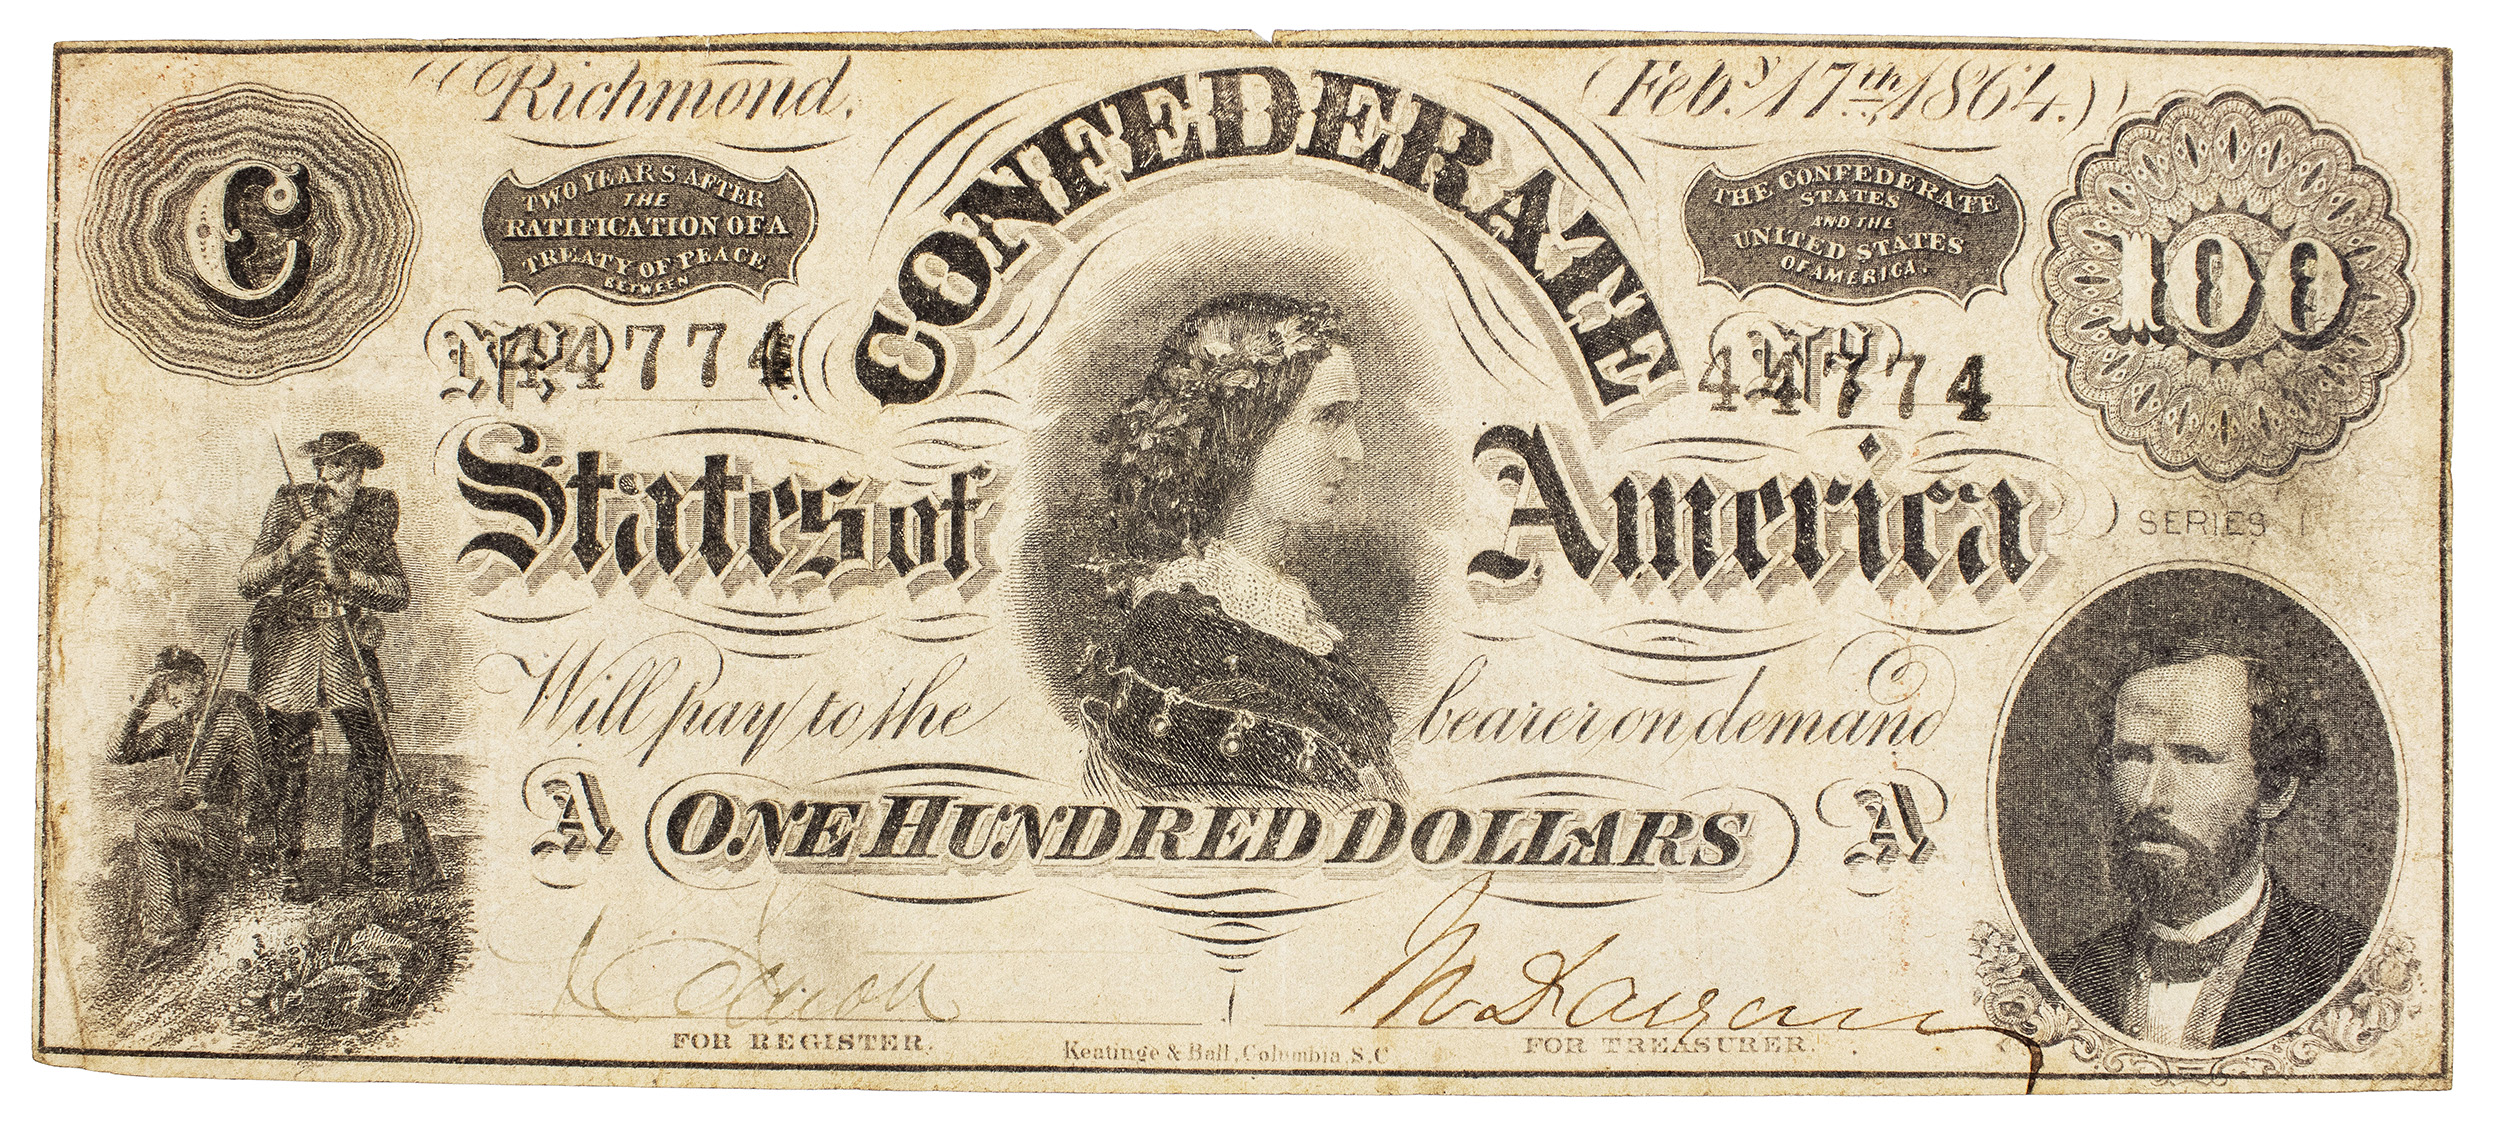 Richmond.
(Feb.y 17th 1864.)
C
TWO YEARS AFTER
THE
RATIFICATION OF A
TREATY OF PEACE
BETWEEN
CONFEDERATE
THE CONFEDERATE
STATES
AND THE
UNITED STATES
OF AMERICA.
100
No. 44774
No. 44774
States of America
SERIES 1
Will pay to the bearer on demand
A ONE HUNDRED DOLLARS A
FOR REGISTER.
Keatinge & Ball, Columbia, S.C
FOR TREASURER.